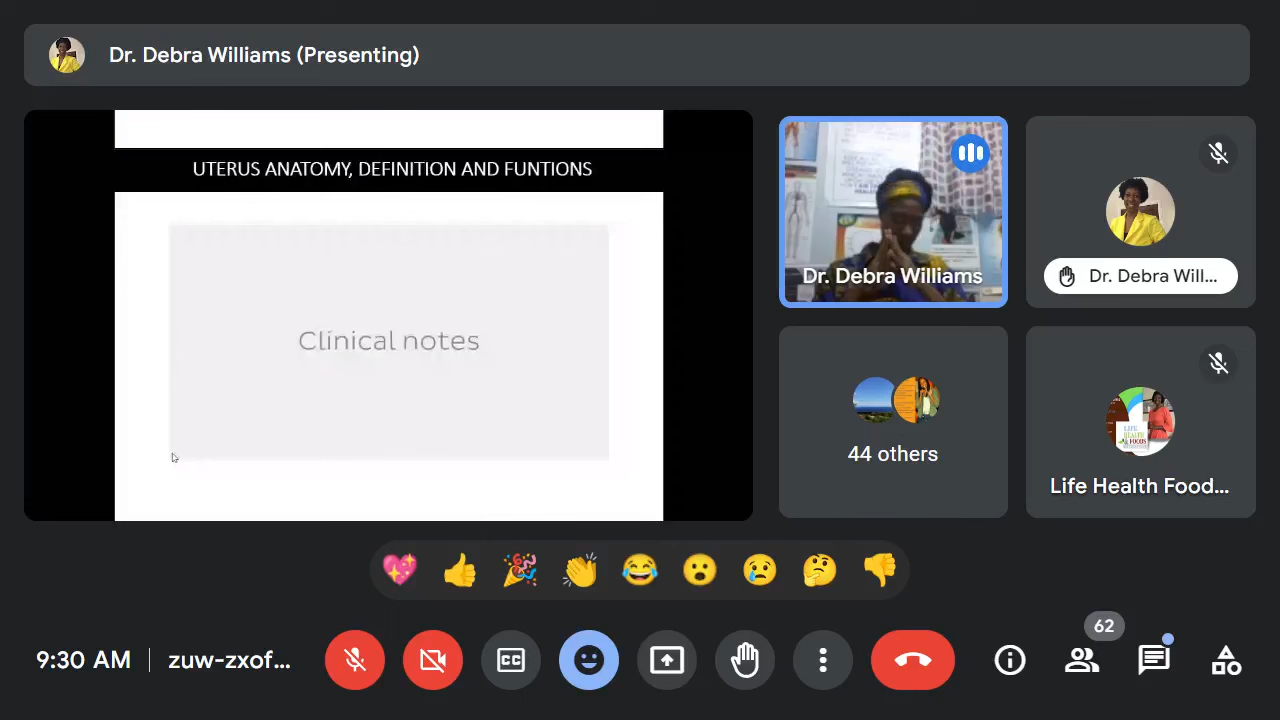 Dr. Debra Williams (Presenting)
UTERUS ANATOMY, DEFINITION AND FUNTIONS
Clinical notes
Dr. Debra Williams
Dr. Debra Will...
44 others
Life Health Food...
62
9:30 AM
zuw-zxof...
CC